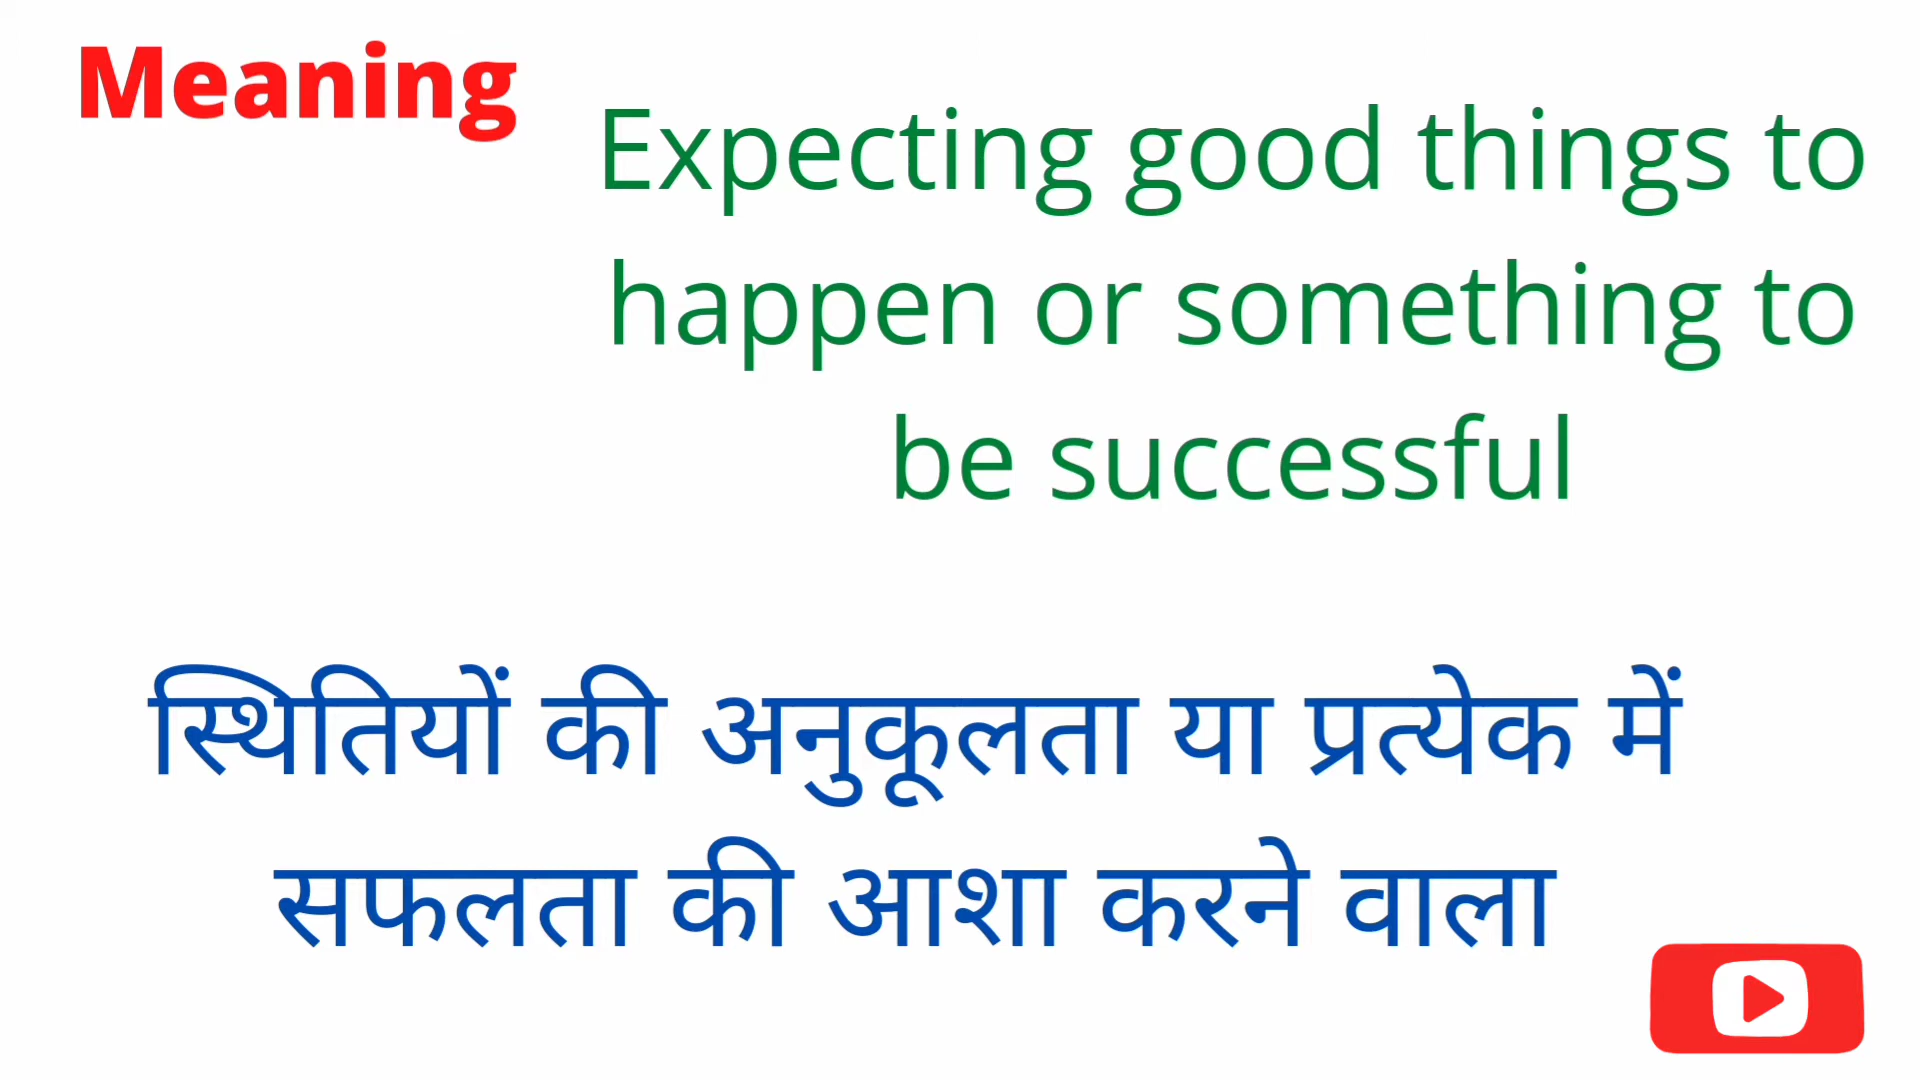 Meaning
Expecting good things to
happen or something to
be successful
स्थितियों की अनुकूलता या प्रत्येक में
सफलता की आशा करने वाला